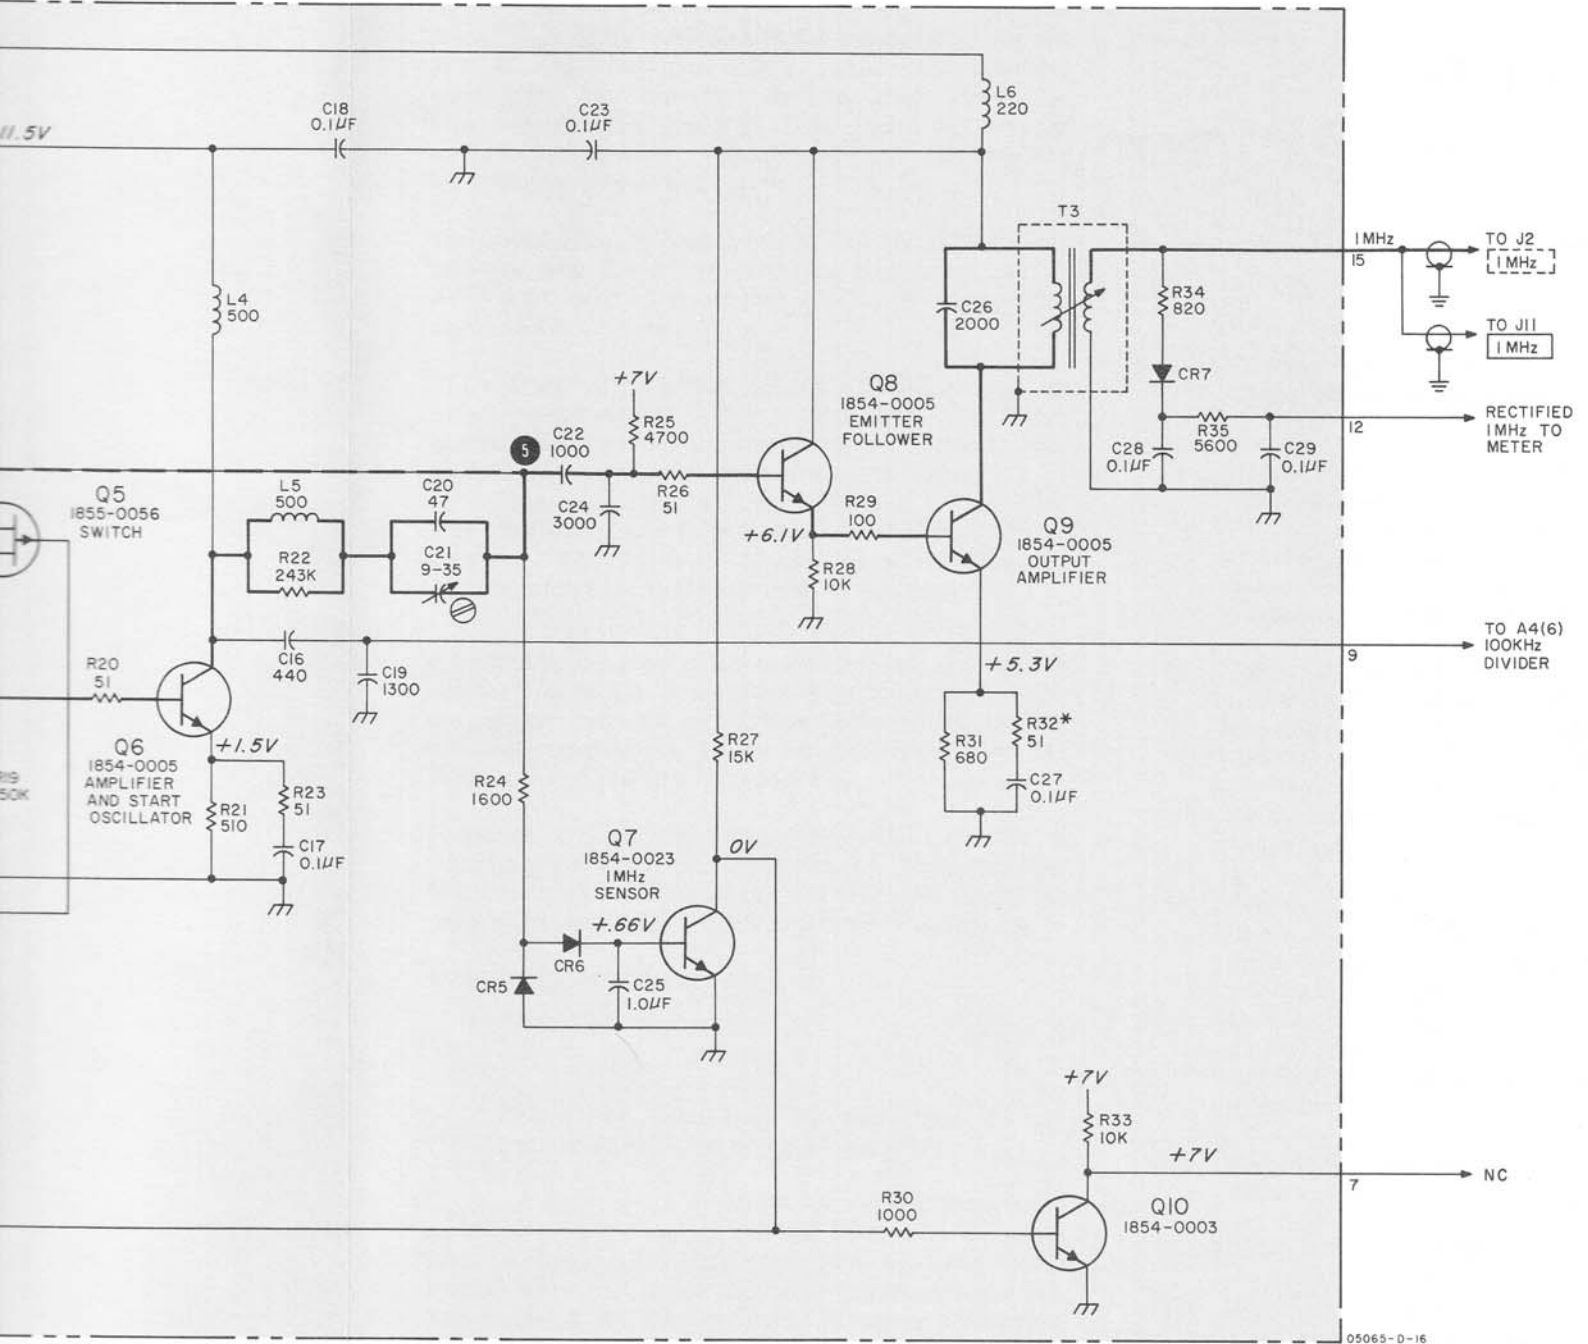 11.5V
C18
0.1µF
C23
0.1µF
L6
220
T3
1MHz
15
TO J2
1MHz
TO J11
1MHz
L4
500
C26
2000
R34
820
CR7
+7V
R25
4700
Q8
1854-0005
EMITTER
FOLLOWER
RECTIFIED
1MHz TO
METER
12
R35
5600
C28
0.1µF
C29
0.1µF
5
C22
1000
R26
51
C24
3000
Q5
1855-0056
SWITCH
L5
500
C20
47
R22
243K
C21
9-35
+6.1V
R29
100
R28
10K
Q9
1854-0005
OUTPUT
AMPLIFIER
R20
51
C16
440
C19
1300
9
TO A4(6)
100KHz
DIVIDER
+5.3V
Q6
1854-0005
AMPLIFIER
AND START
OSCILLATOR
+1.5V
R21
510
R23
51
C17
0.1µF
R24
1600
R27
15K
R31
680
R32*
51
C27
0.1µF
Q7
1854-0023
1MHz
SENSOR
0V
+.66V
CR6
CR5
C25
1.0µF
+7V
R33
10K
+7V
7
NC
R30
1000
Q10
1854-0003
05065-D-16